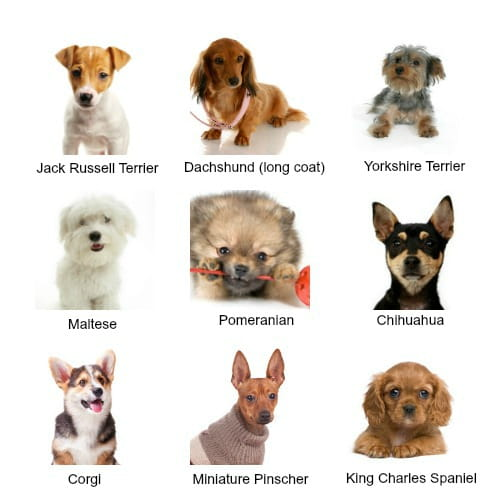 Jack Russell Terrier
Dachshund (long coat)
Yorkshire Terrier
Maltese
Pomeranian
Chihuahua
Corgi
Miniature Pinscher
King Charles Spaniel